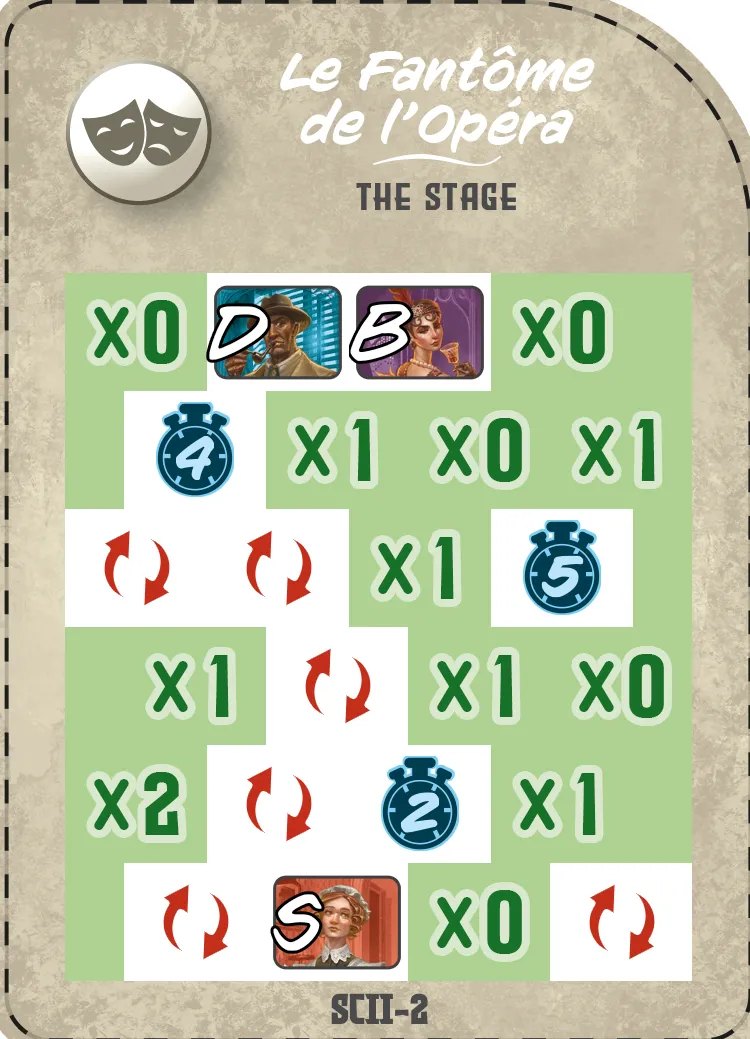 Le Fantôme
de l'Opéra
THE STAGE
X0 D B X0
4 X1 X0 X1
X1 5
X1 X1 X0
X2 2 X1
S X0
SCII-2